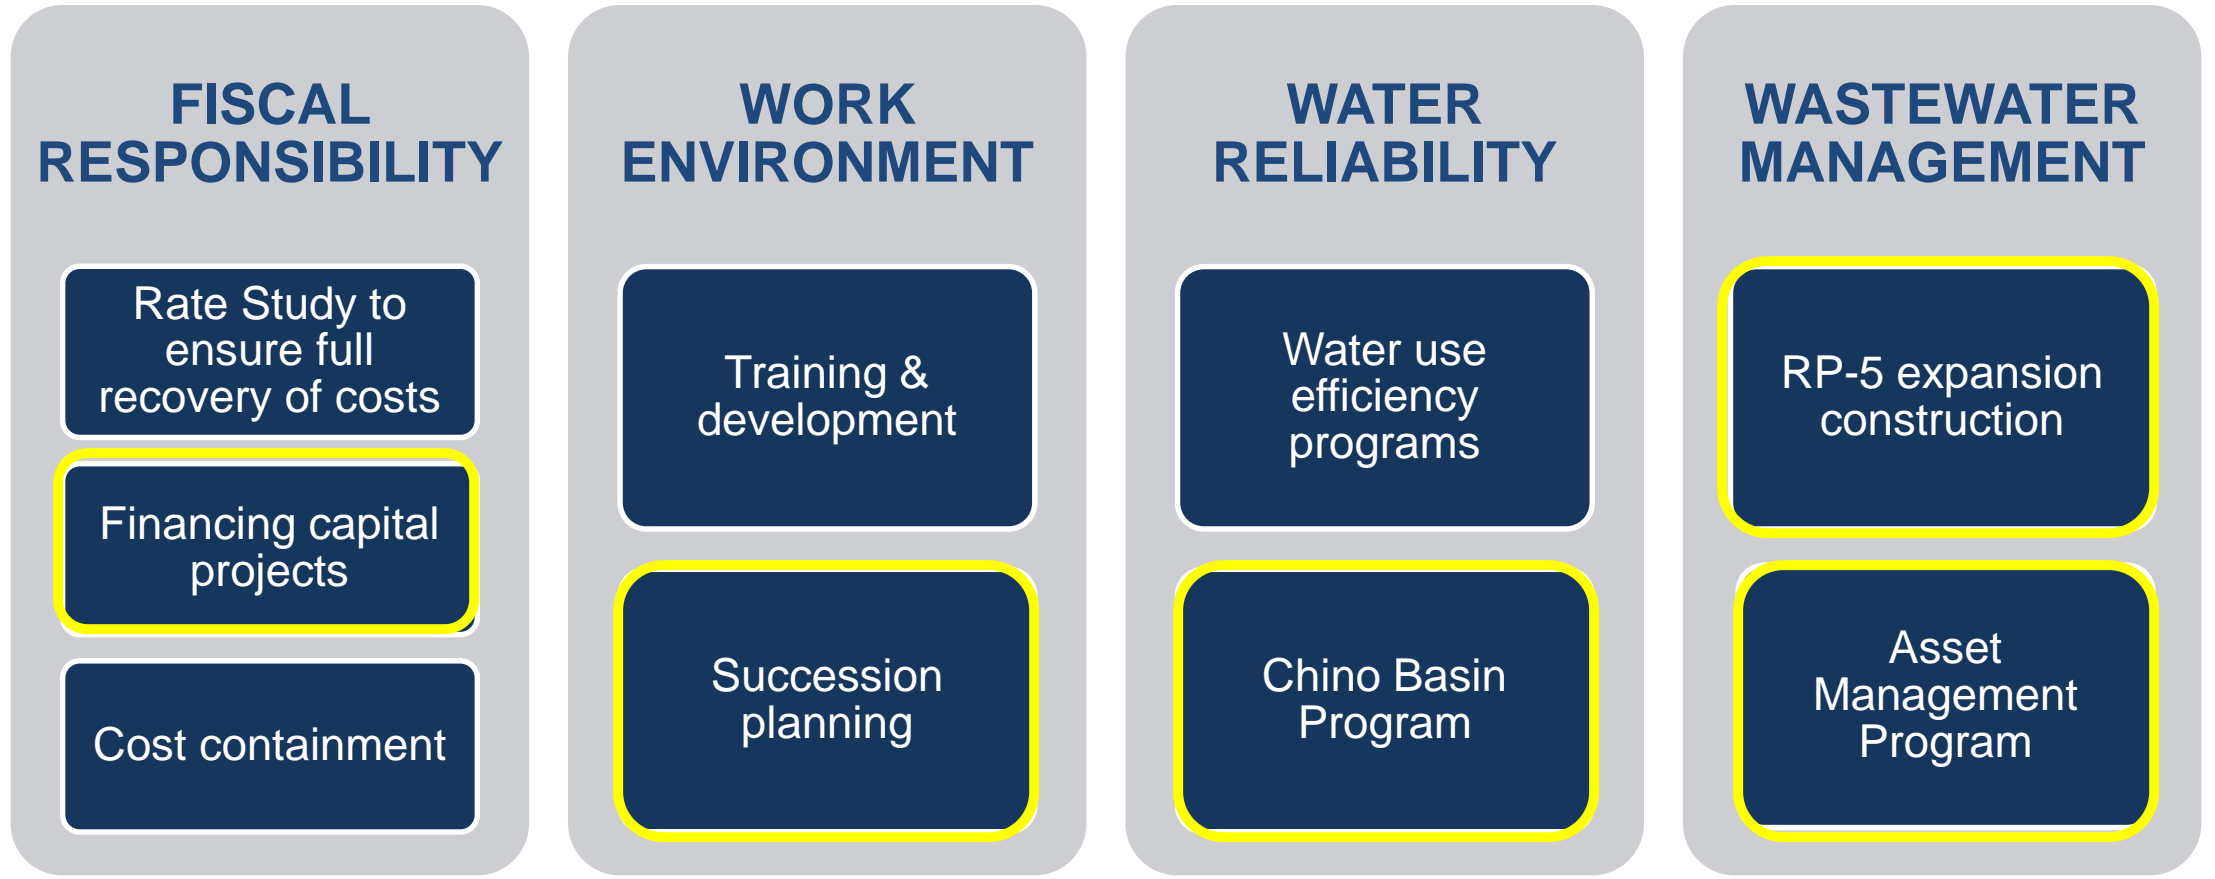 FISCAL
RESPONSIBILITY
Rate Study to
ensure full
recovery of costs
Financing capital
projects
Cost containment
WORK
ENVIRONMENT
Training &
development
Succession
planning
WATER
RELIABILITY
Water use
efficiency
programs
Chino Basin
Program
WASTEWATER
MANAGEMENT
RP-5 expansion
construction
Asset
Management
Program